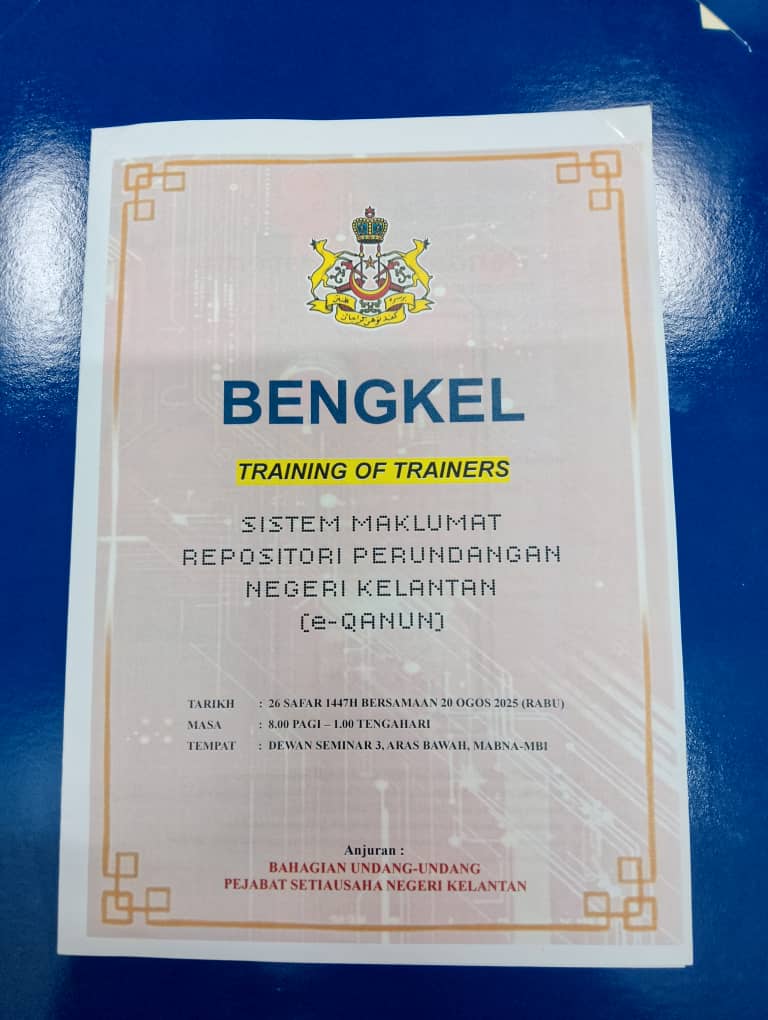 BENGKEL
TRAINING OF TRAINERS
SISTEM MAKLUMAT
REPOSITORI PERUNDANGAN
NEGERI KELANTAN
(e-QANUN)
TARIKH : 26 SAFAR 1447H BERSAMAAN 20 OGOS 2025 (RABU)
MASA : 8.00 PAGI – 1.00 TENGAHARI
TEMPAT : DEWAN SEMINAR 3, ARAS BAWAH, MABNA-MBI
Anjuran :
BAHAGIAN UNDANG-UNDANG
PEJABAT SETIAUSAHA NEGERI KELANTAN